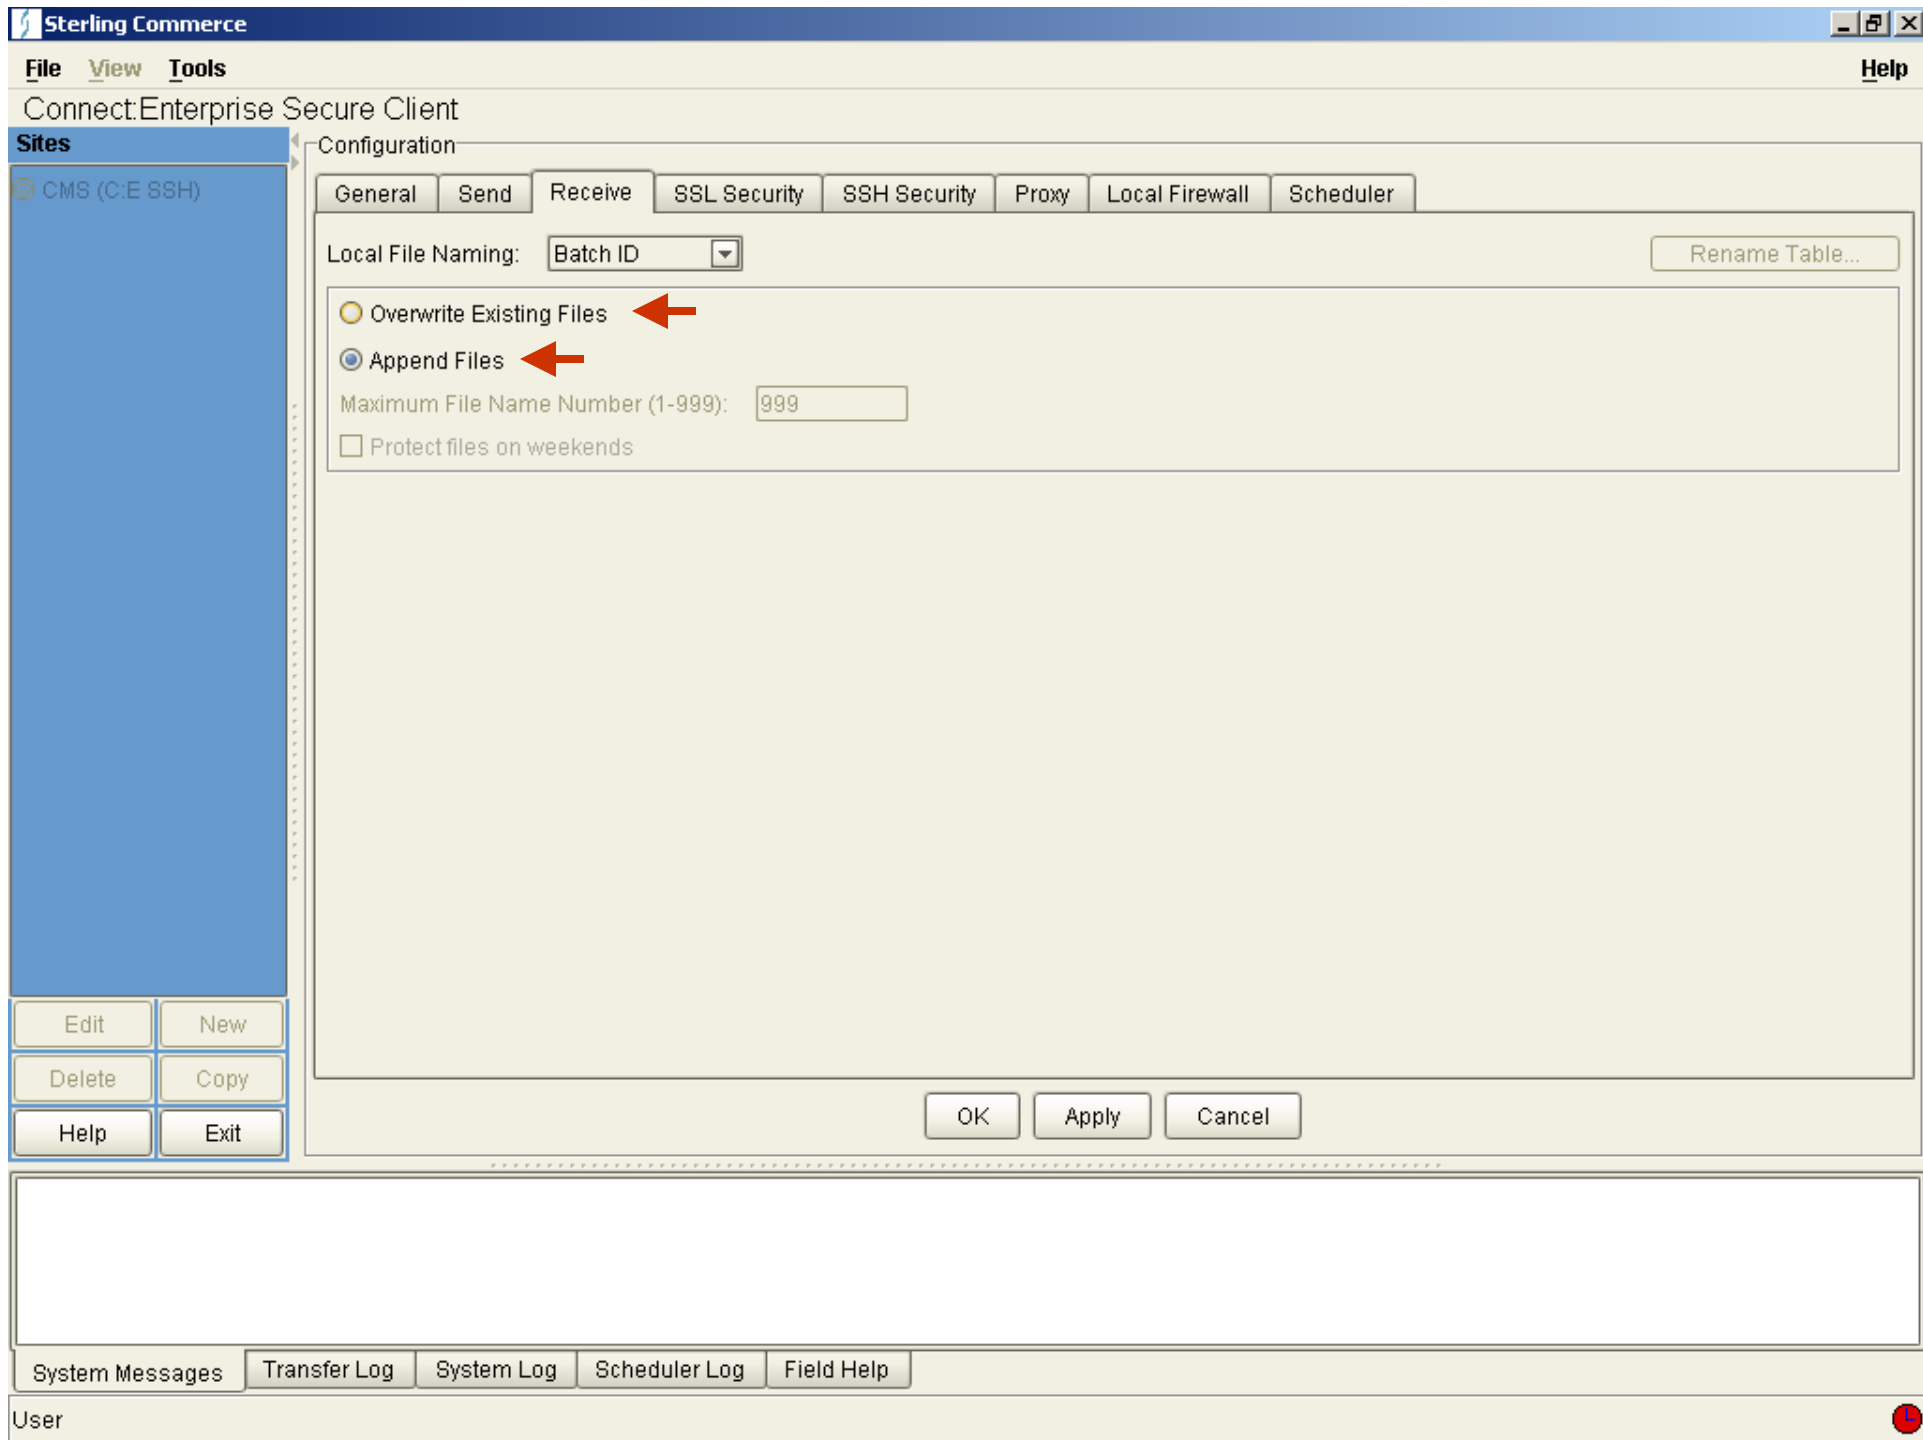 Sterling Commerce
File View Tools Help
Connect:Enterprise Secure Client
Sites
Configuration
CMS (C:E SSH)
General Send Receive SSL Security SSH Security Proxy Local Firewall Scheduler
Local File Naming: Batch ID Rename Table...
Overwrite Existing Files
Append Files
Maximum File Name Number (1-999): 999
Protect files on weekends
Edit New
Delete Copy
Help Exit
OK Apply Cancel
System Messages Transfer Log System Log Scheduler Log Field Help
User